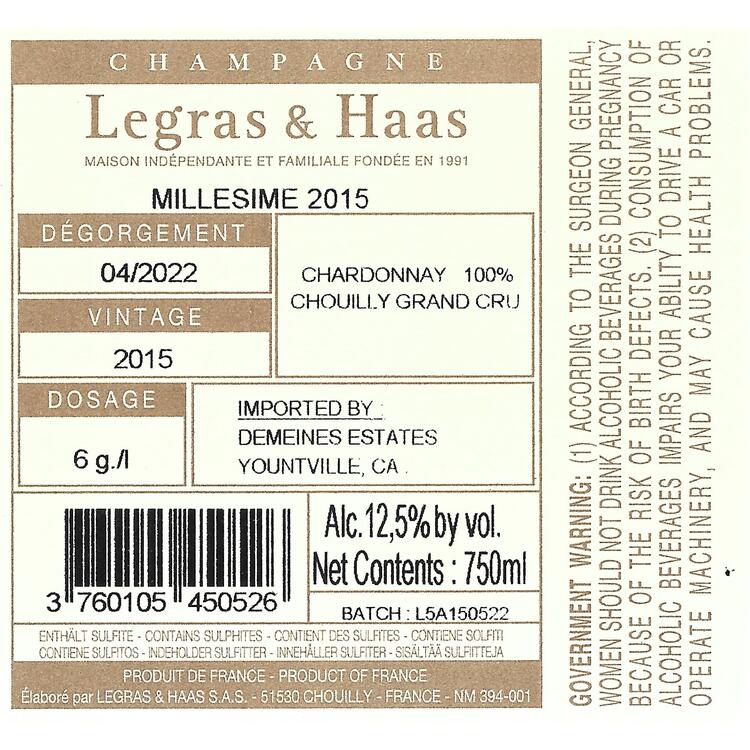 CHAMPAGNE
Legras & Haas
MAISON INDÉPENDANTE ET FAMILIALE FONDÉE EN 1991
MILLESIME 2015
DÉGORGEMENT
04/2022
VINTAGE
2015
CHARDONNAY 100%
CHOUILLY GRAND CRU
DOSAGE
6 g./l
IMPORTED BY :
DEMEINES ESTATES
YOUNTVILLE, CA .
3 760105 450526
Alc.12,5% by vol.
Net Contents : 750ml
BATCH : L5A150522
ENTHÄLT SULFITE - CONTAINS SULPHITES - CONTIENT DES SULFITES - CONTIENE SOLFITI
CONTIENE SULFITOS - INDEHOLDER SULFITTER - INNEHÅLLER SULFITER - SISÄLTÄÄ SULFIITTEJA
PRODUIT DE FRANCE - PRODUCT OF FRANCE
Élaboré par LEGRAS & HAAS S.A.S. - 51530 CHOUILLY - FRANCE - NM 394-001
GOVERNMENT WARNING: (1) ACCORDING TO THE SURGEON GENERAL,
WOMEN SHOULD NOT DRINK ALCOHOLIC BEVERAGES DURING PREGNANCY
BECAUSE OF THE RISK OF BIRTH DEFECTS. (2) CONSUMPTION OF
ALCOHOLIC BEVERAGES IMPAIRS YOUR ABILITY TO DRIVE A CAR OR
OPERATE MACHINERY, AND MAY CAUSE HEALTH PROBLEMS.